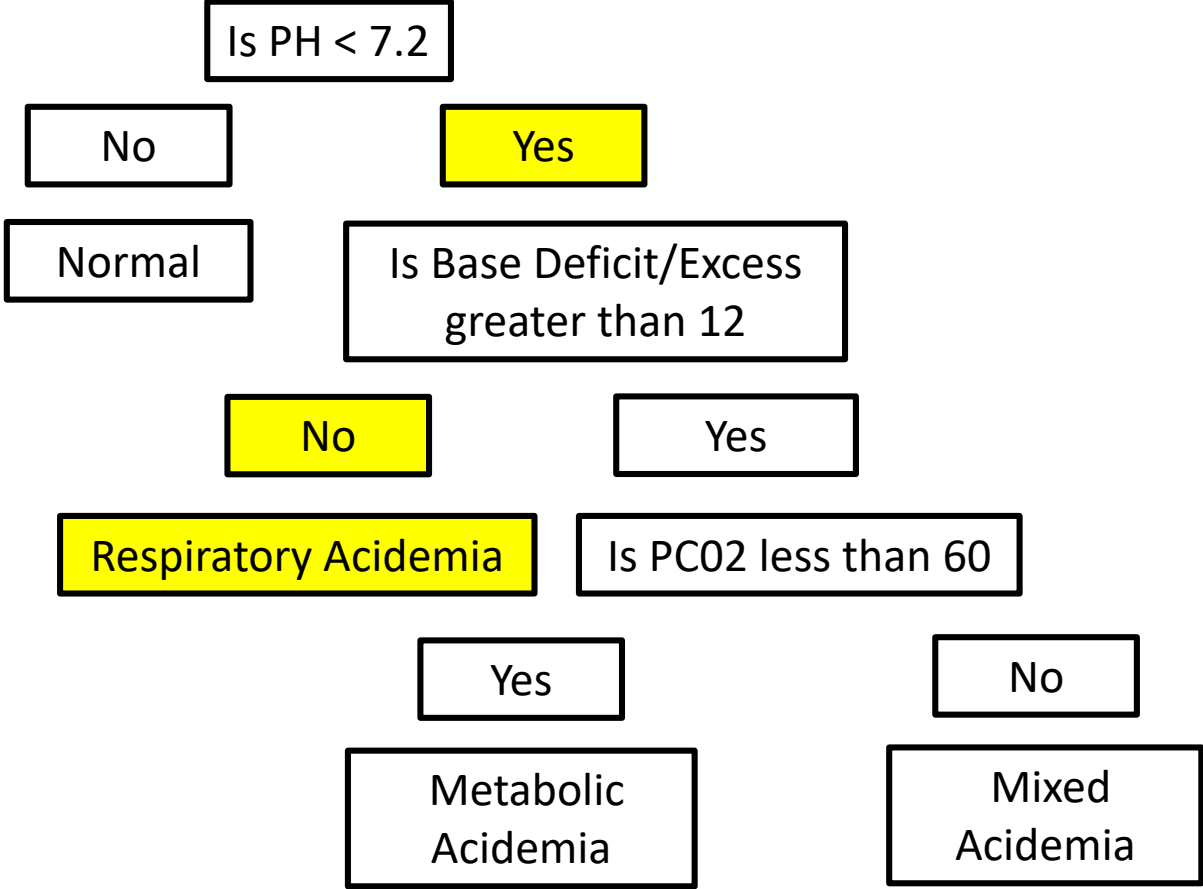 Is PH < 7.2
No
Yes
Normal
Is Base Deficit/Excess
greater than 12
No
Yes
Respiratory Acidemia
Is PC02 less than 60
Yes
No
Metabolic
Acidemia
Mixed
Acidemia